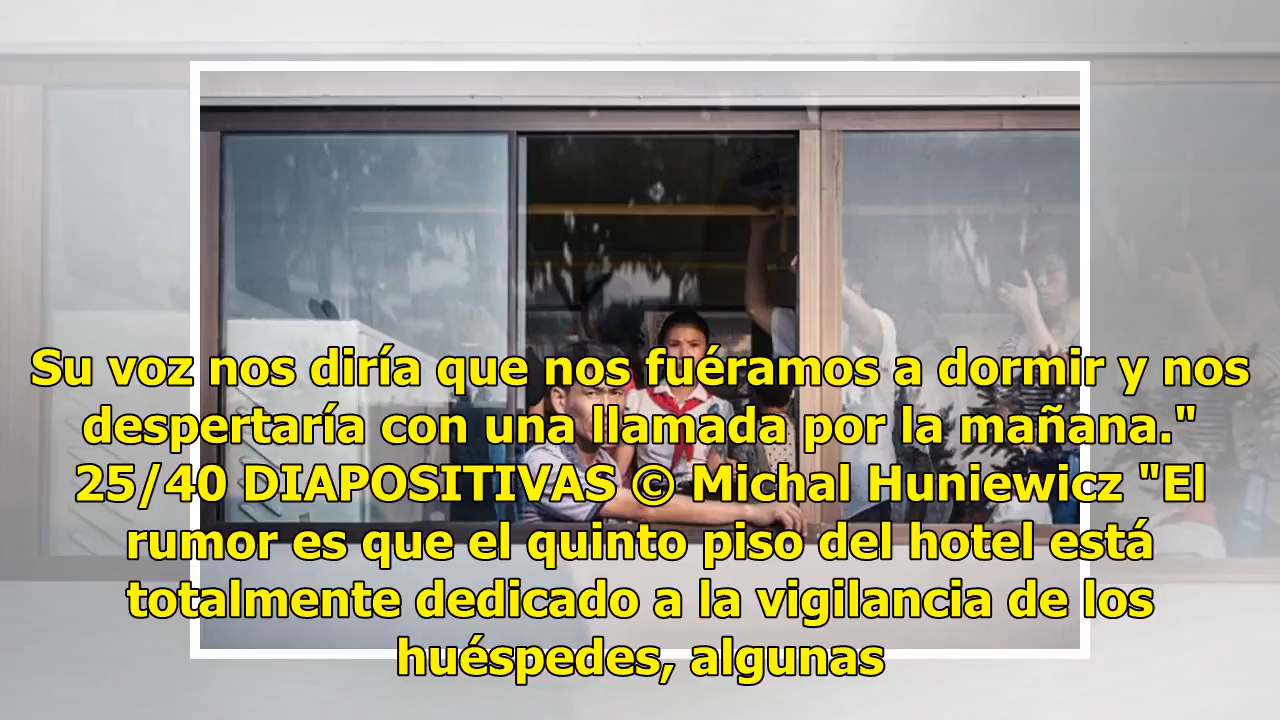 Su voz nos diría que nos fuéramos a dormir y nos
despertaría con una llamada por la mañana."
25/40 DIAPOSITIVAS © Michal Huniewicz "El
rumor es que el quinto piso del hotel está
totalmente dedicado a la vigilancia de los
huéspedes, algunas